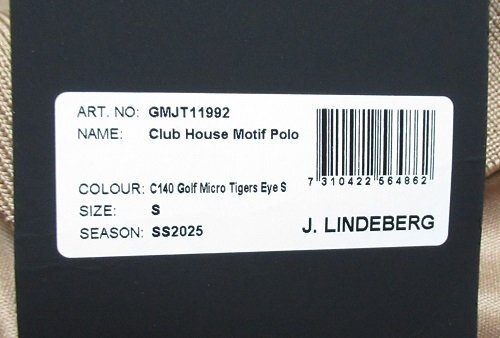 ART. NO: GMJT11992
NAME: Club House Motif Polo
COLOUR: C140 Golf Micro Tigers Eye S
SIZE: S
SEASON: SS2025
7 310422 564862
J. LINDEBERG